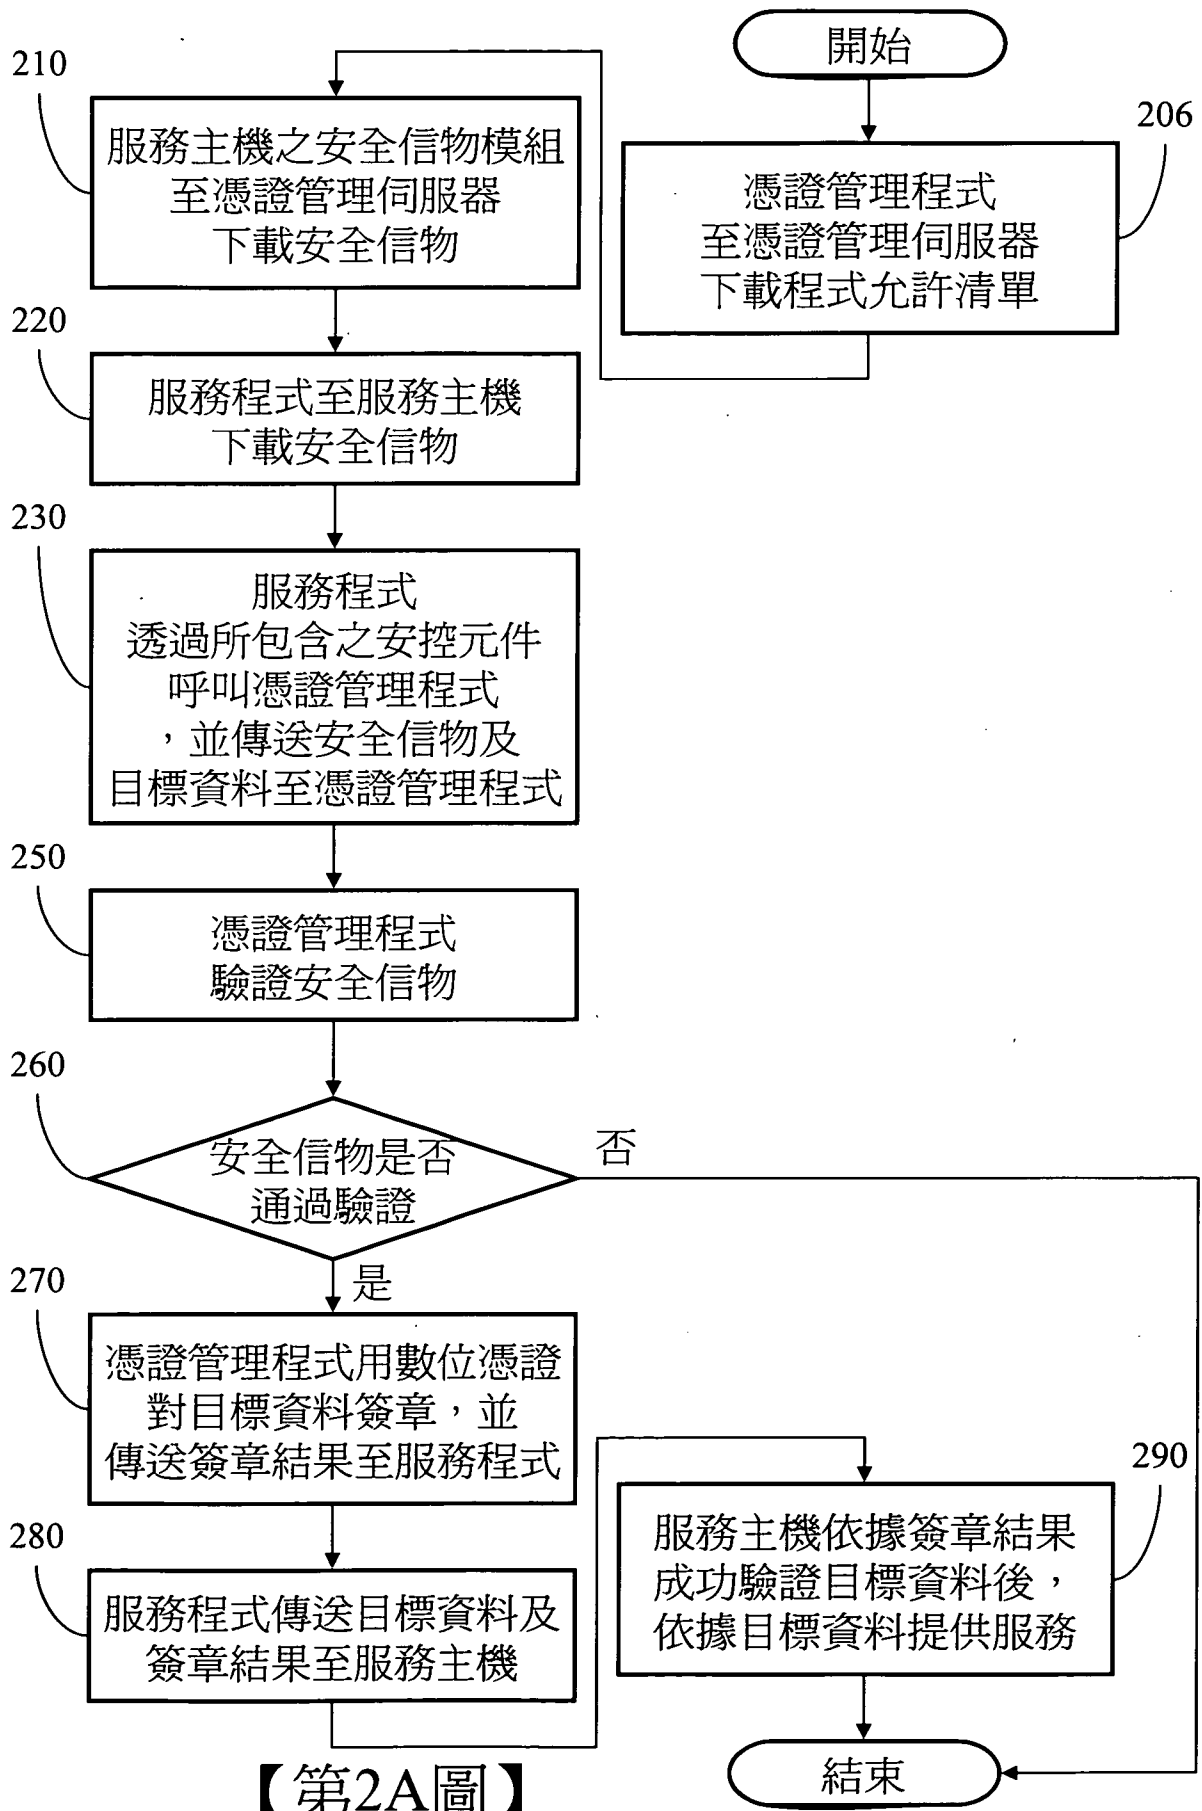 開始
206
憑證管理程式
至憑證管理伺服器
下載程式允許清單
210
服務主機之安全信物模組
至憑證管理伺服器
下載安全信物
220
服務程式至服務主機
下載安全信物
230
服務程式
透過所包含之安控元件
呼叫憑證管理程式
，並傳送安全信物及
目標資料至憑證管理程式
250
憑證管理程式
驗證安全信物
260
安全信物是否
通過驗證
否
是
270
憑證管理程式用數位憑證
對目標資料簽章，並
傳送簽章結果至服務程式
280
服務程式傳送目標資料及
簽章結果至服務主機
290
服務主機依據簽章結果
成功驗證目標資料後，
依據目標資料提供服務
結束
【第2A圖】